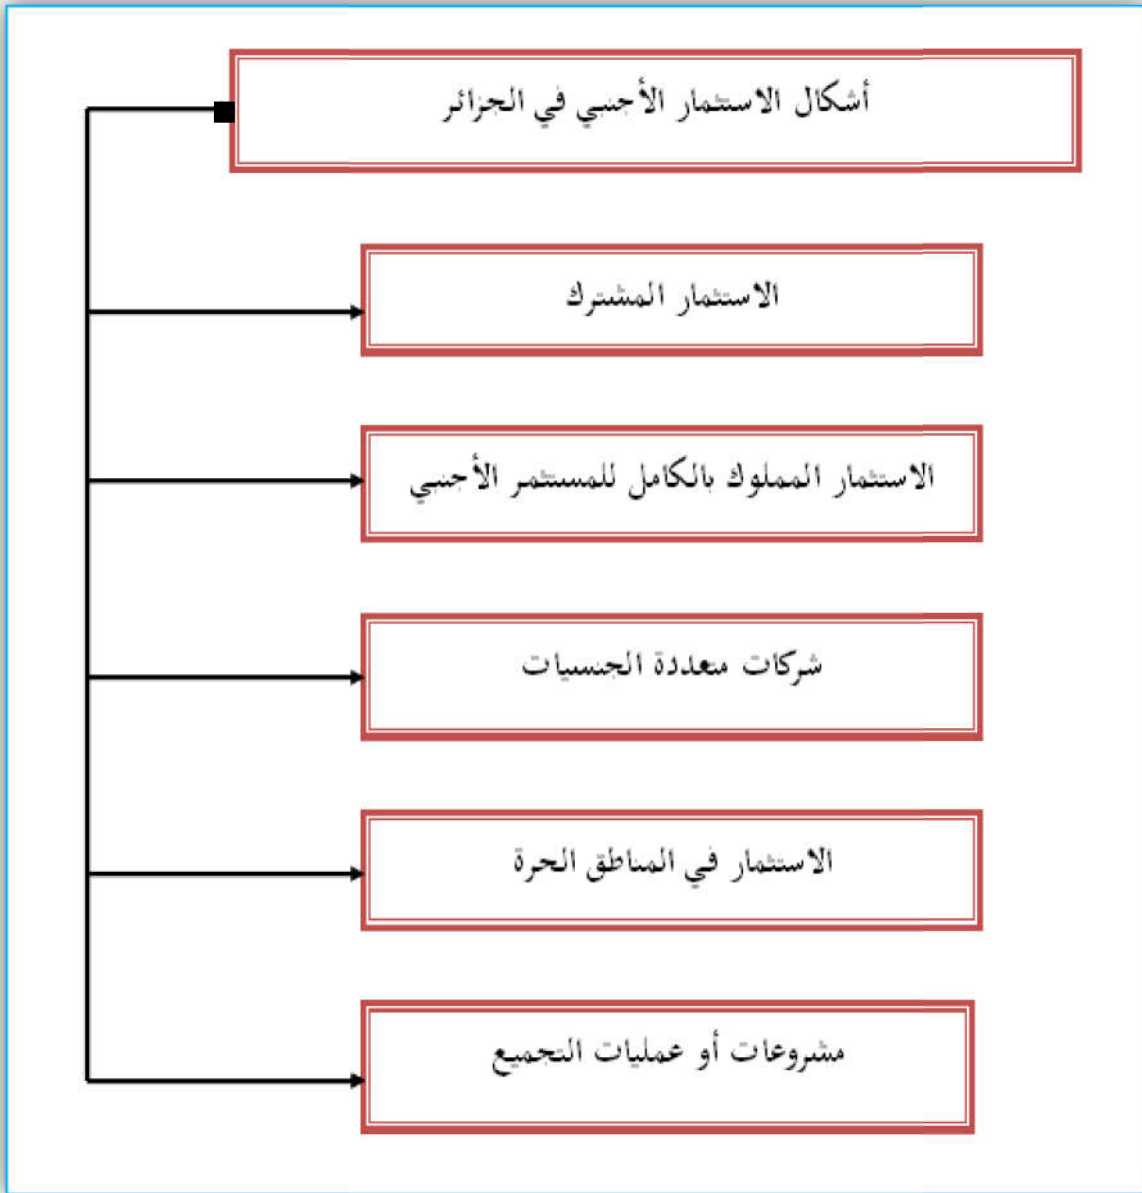 أشكال الاستثمار الأجنبي في الجزائر
الاستثمار المشترك
الاستثمار المملوك بالكامل للمستثمر الأجنبي
شركات متعددة الجنسيات
الاستثمار في المناطق الحرة
مشروعات أو عمليات التجميع